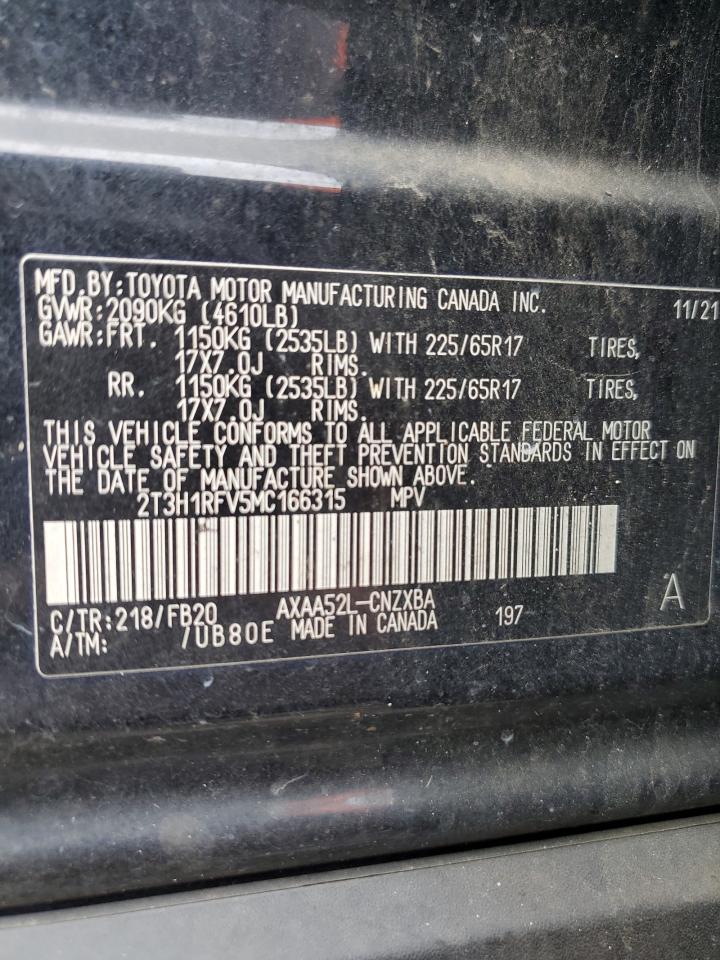 MFD.BY:TOYOTA MOTOR MANUFACTURING CANADA INC. 11/21
GVWR:2090KG (4610LB)
GAWR:FRT. 1150KG (2535LB) WITH 225/65R17 TIRES,
17X7.0J RIMS.
RR. 1150KG (2535LB) WITH 225/65R17 TIRES,
17X7.0J RIMS.
THIS VEHICLE CONFORMS TO ALL APPLICABLE FEDERAL MOTOR
VEHICLE SAFETY AND THEFT PREVENTION STANDARDS IN EFFECT ON
THE DATE OF MANUFACTURE SHOWN ABOVE.
2T3H1RFV5MC166315 MPV
C/TR:218/FB20 AXAA52L-CNZXBA 197 A
A/TM: /UB80E MADE IN CANADA